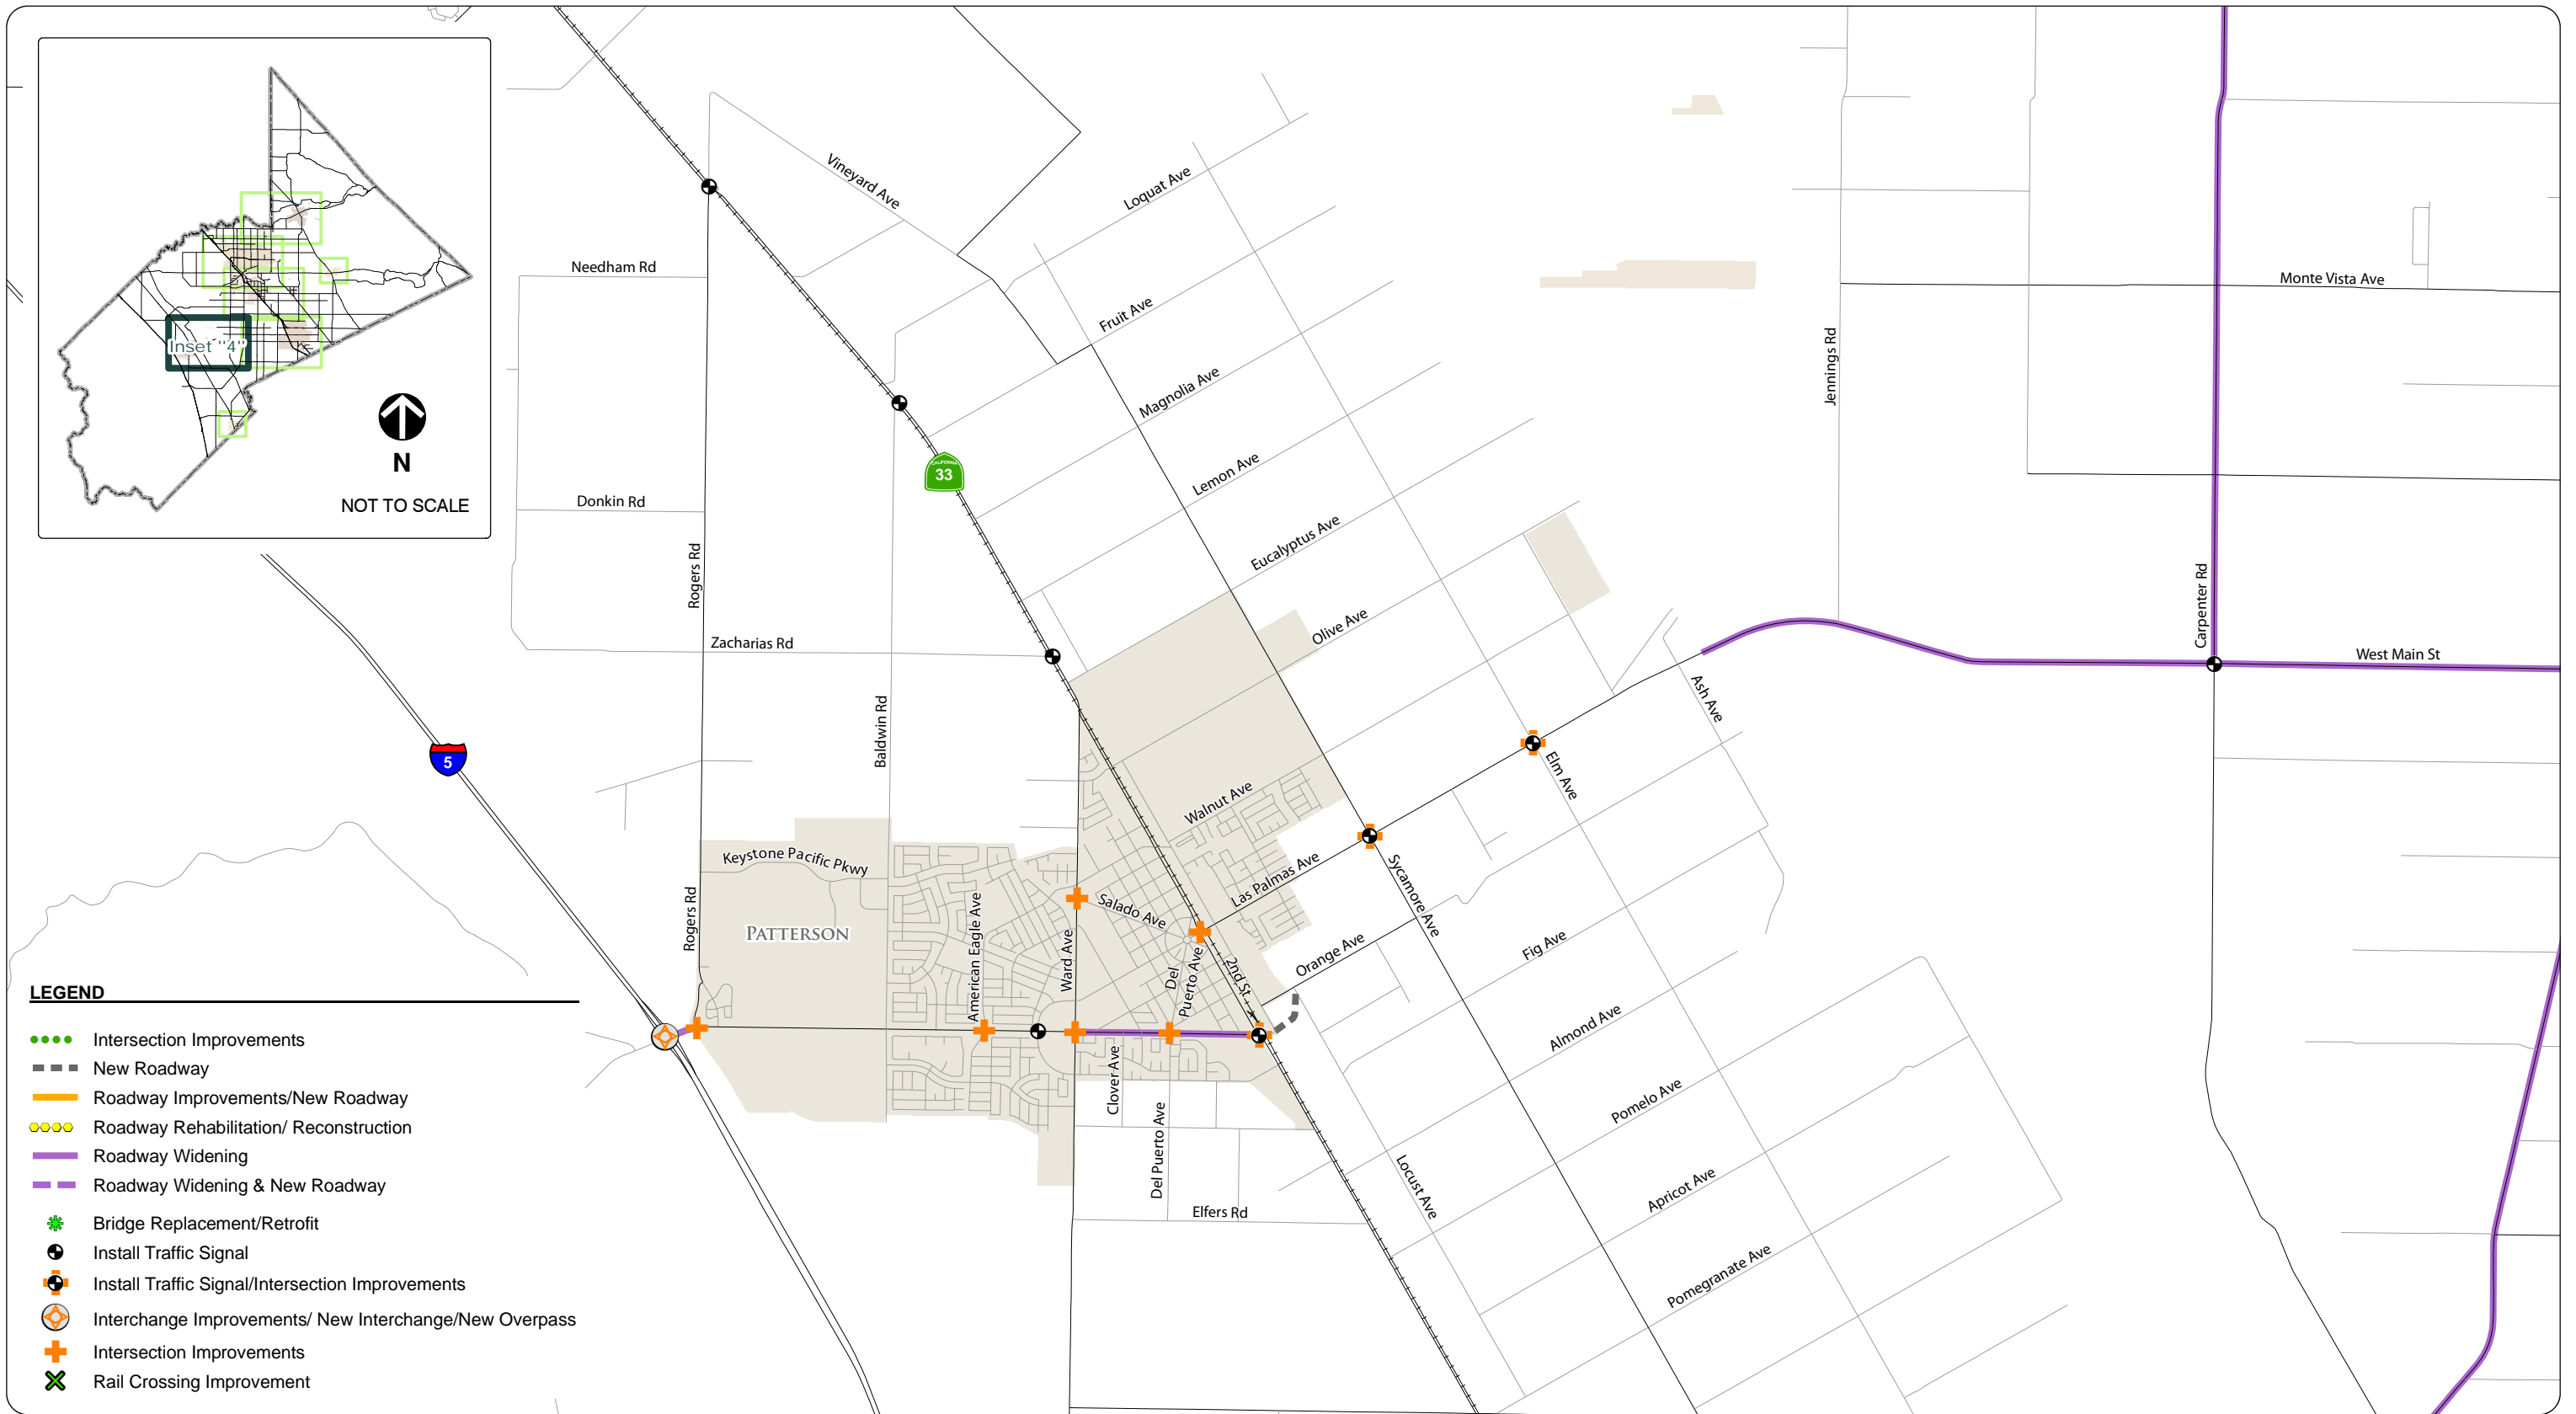 Inset "4"
N
NOT TO SCALE
Vineyard Ave
Loquat Ave
Needham Rd
Fruit Ave
Monte Vista Ave
Jennings Rd
Magnolia Ave
CALIFORNIA
33
Lemon Ave
Donkin Rd
Eucalyptus Ave
Rogers Rd
Carpenter Rd
Olive Ave
Zacharias Rd
West Main St
Ash Ave
Baldwin Rd
5
Elm Ave
Walnut Ave
Keystone Pacific Pkwy
Las Palmas Ave
Sycamore Ave
Salado Ave
American Eagle Ave
Rogers Rd
PATTERSON
Ward Ave
Orange Ave
Fig Ave
Del
Puerto Ave
2nd St
Almond Ave
Clover Ave
Pomelo Ave
Del Puerto Ave
Locust Ave
Apricot Ave
Elfers Rd
Pomegranate Ave
LEGEND
Intersection Improvements
New Roadway
Roadway Improvements/New Roadway
Roadway Rehabilitation/ Reconstruction
Roadway Widening
Roadway Widening & New Roadway
Bridge Replacement/Retrofit
Install Traffic Signal
Install Traffic Signal/Intersection Improvements
Interchange Improvements/ New Interchange/New Overpass
Intersection Improvements
Rail Crossing Improvement